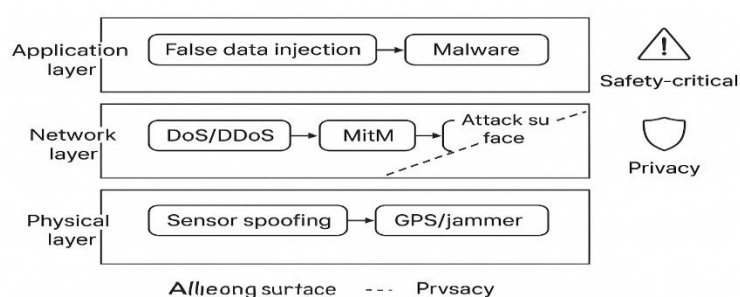 Application
layer
False data injection
Malware
Safety-critical
Network
layer
DoS/DDoS
MitM
Attack su
face
Privacy
Physical
layer
Sensor spoofing
GPS/jammer
Allieong surface
Prvsacy